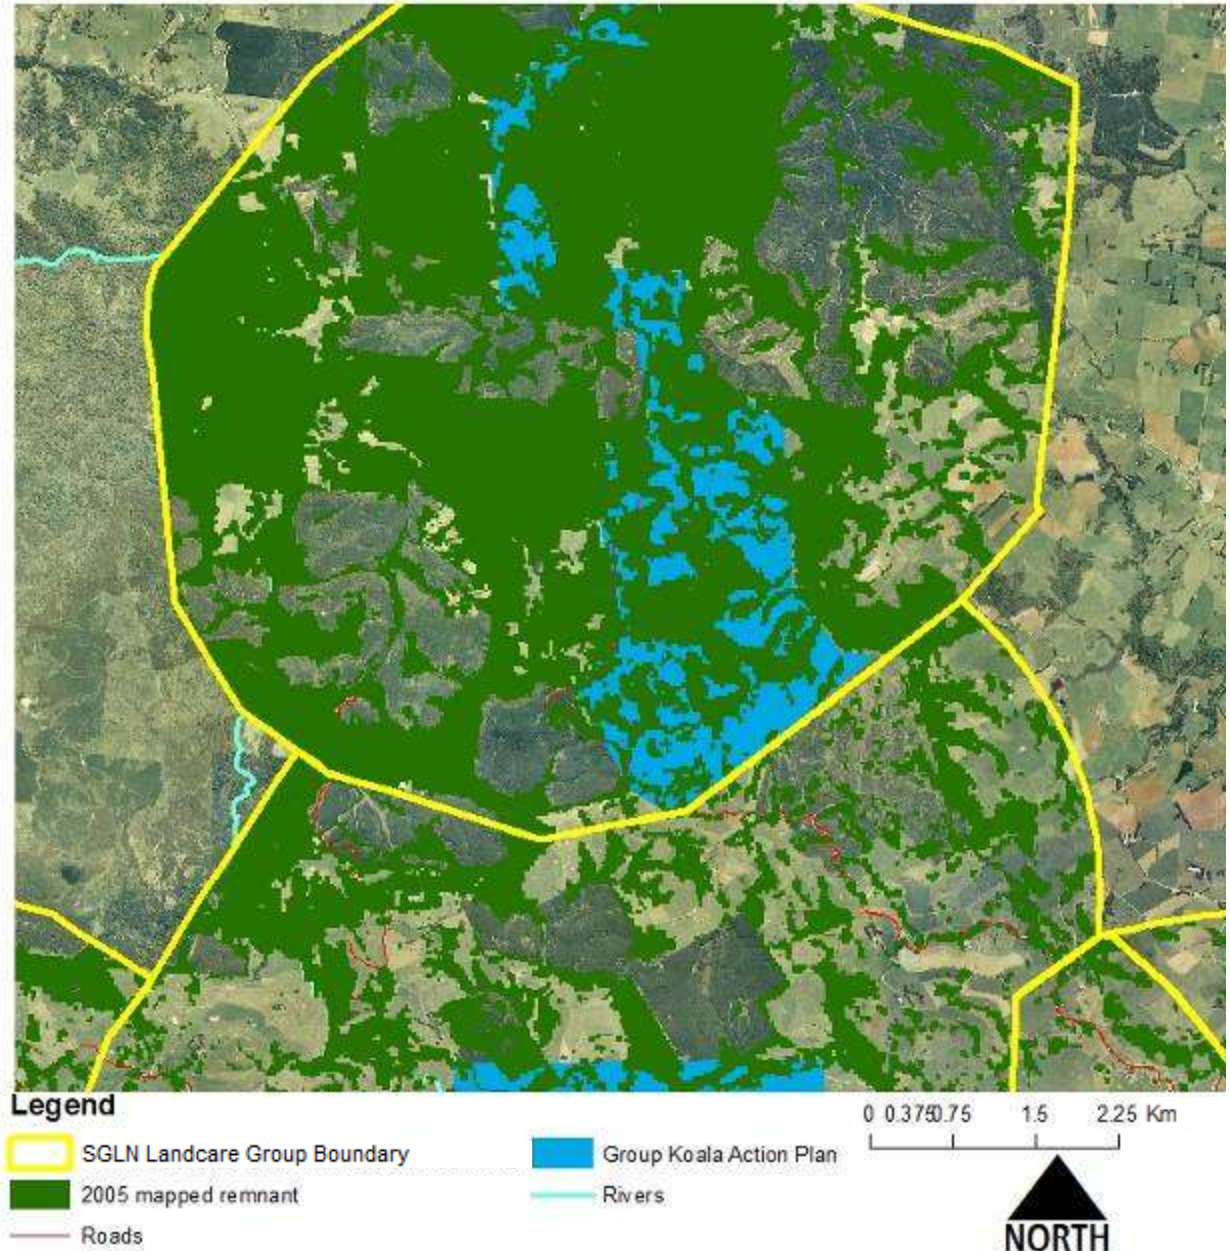 Legend
SGLN Landcare Group Boundary
2005 mapped remnant
Roads
Group Koala Action Plan
Rivers
0 0.375 0.75 1.5 2.25 Km
NORTH